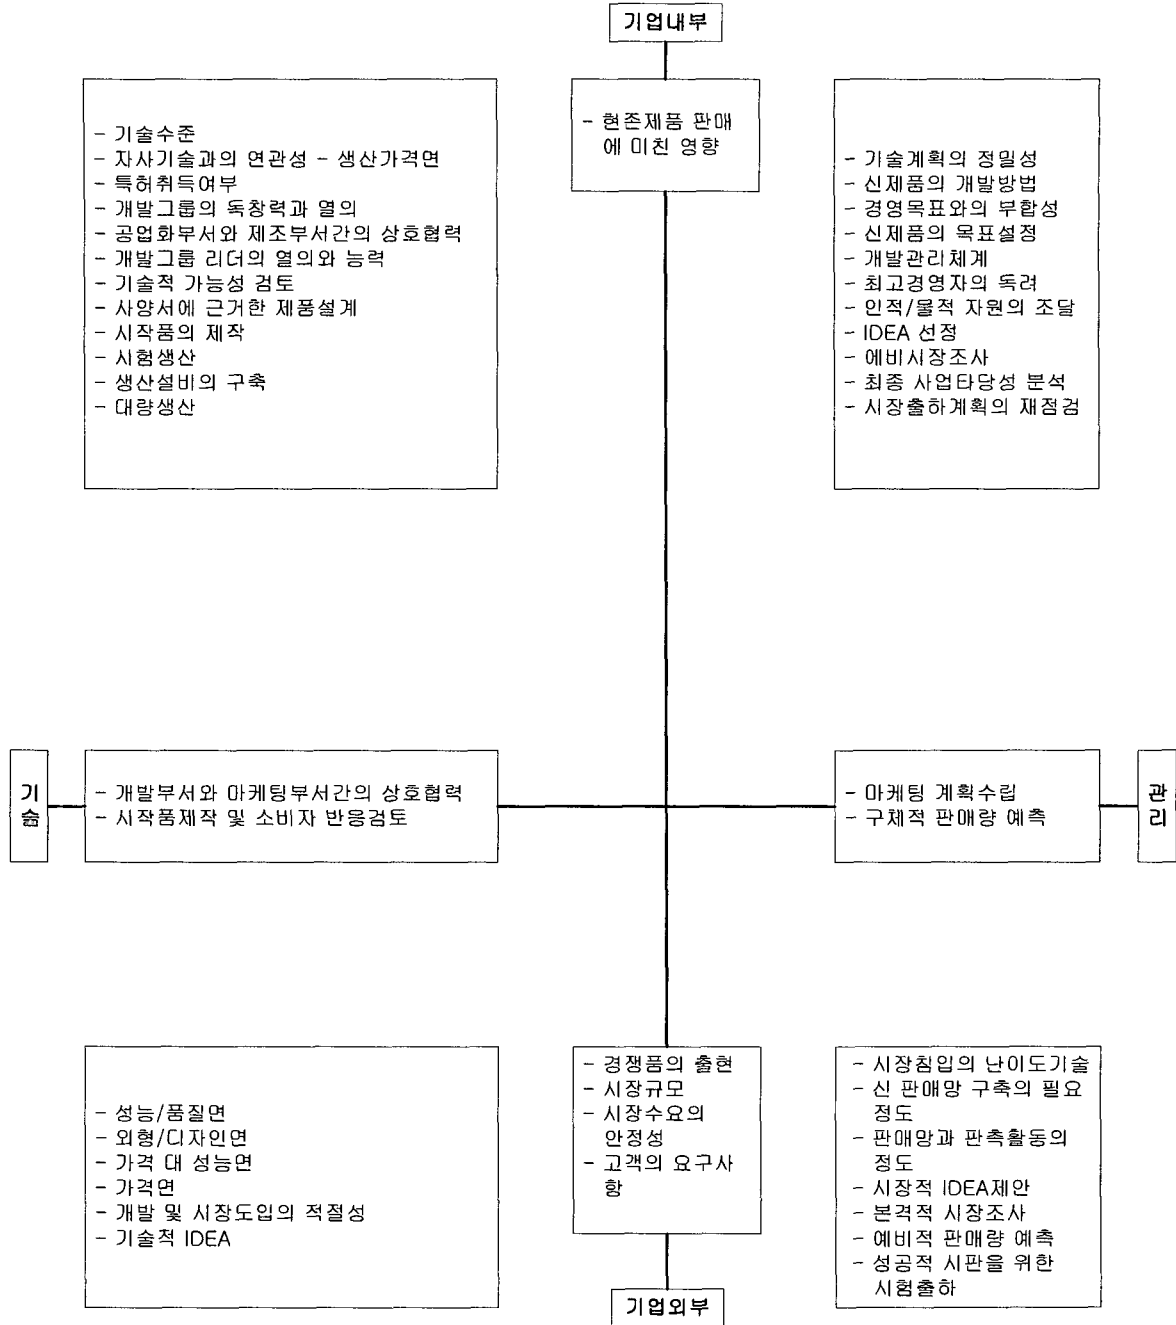 기업내부
- 기술수준
- 자사기술과의 연관성 - 생산가격면
- 특허취득여부
- 개발그룹의 독창력과 열의
- 공업화부서와 제조부서간의 상호협력
- 개발그룹 리더의 열의와 능력
- 기술적 가능성 검토
- 사양서에 근거한 제품설계
- 시작품의 제작
- 시험생산
- 생산설비의 구축
- 대량생산
- 현존제품 판매
에 미친 영향
- 기술계획의 정밀성
- 신제품의 개발방법
- 경영목표와의 부합성
- 신제품의 목표설정
- 개발관리체계
- 최고경영자의 독려
- 인적/물적 자원의 조달
- IDEA 선정
- 예비시장조사
- 최종 사업타당성 분석
- 시장출하계획의 재점검
기
술
- 개발부서와 마케팅부서간의 상호협력
- 시작품제작 및 소비자 반응검토
- 마케팅 계획수립
- 구체적 판매량 예측
관
리
- 성능/품질면
- 외형/디자인면
- 가격 대 성능면
- 가격면
- 개발 및 시장도입의 적절성
- 기술척 IDEA
- 경쟁품의 출현
- 시장규모
- 시장수요의
안정성
- 고객의 요구사
항
- 시장침입의 난이도기술
- 신 판매망 구축의 필요
정도
- 판매망과 판측활동의
정도
- 시장적 IDEA제안
- 본격적 시장조사
- 예비적 판매량 예측
- 성공적 시판을 위한
시험출하
기업외부